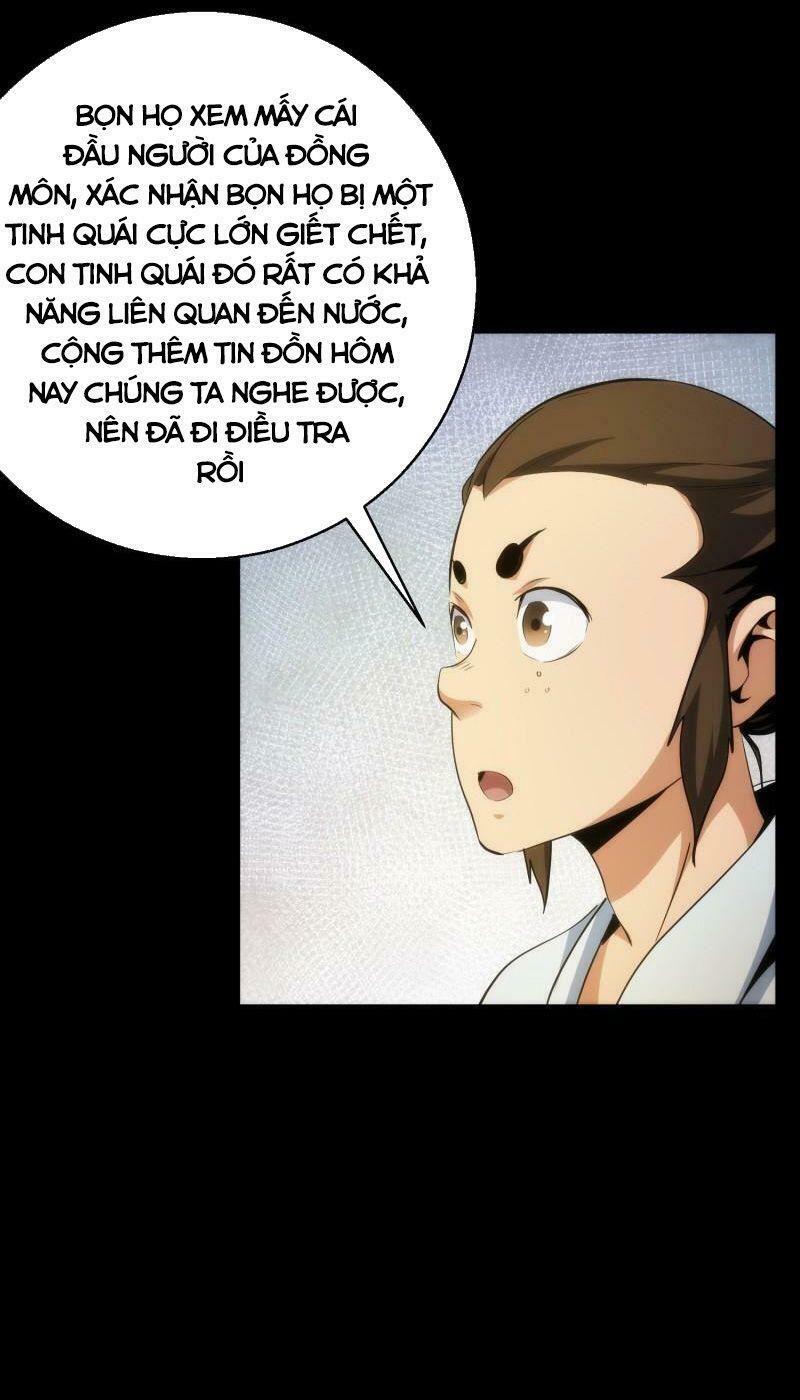 BỌN HỌ XEM MẤY CÁI
ĐẦU NGƯỜI CỦA ĐỒNG
MÔN, XÁC NHẬN BỌN HỌ BỊ MỘT
TINH QUÁI CỰC LỚN GIẾT CHẾT,
CON TINH QUÁI ĐÓ RẤT CÓ KHẢ
NĂNG LIÊN QUAN ĐẾN NƯỚC,
CỘNG THÊM TIN ĐỒN HÔM
NAY CHÚNG TA NGHE ĐƯỢC,
NÊN ĐÃ ĐI ĐIỀU TRA
RỒI